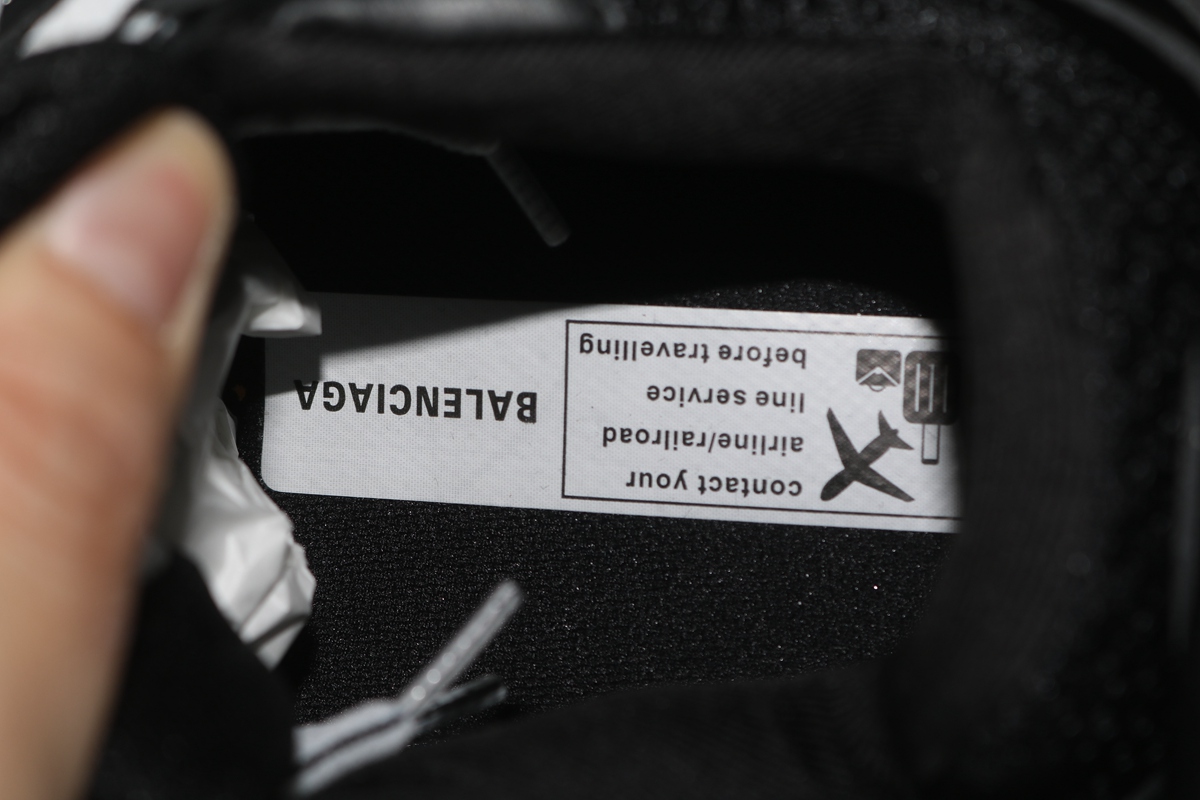 contact your
airline/railroad
line service
before travelling
BALENCIAGA